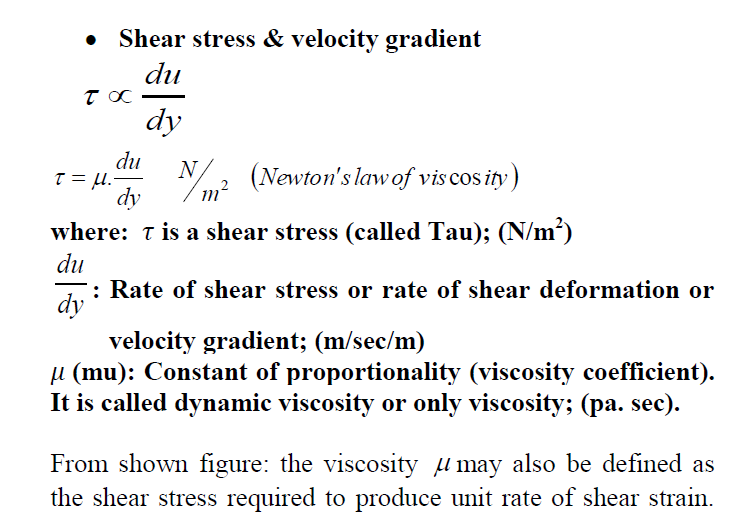 • Shear stress & velocity gradient
τ ∝ du/dy
τ = μ. du/dy N/m² (Newton's law of viscosity)
where: τ is a shear stress (called Tau); (N/m²)
du/dy : Rate of shear stress or rate of shear deformation or
velocity gradient; (m/sec/m)
μ (mu): Constant of proportionality (viscosity coefficient).
It is called dynamic viscosity or only viscosity; (pa. sec).
From shown figure: the viscosity μ may also be defined as
the shear stress required to produce unit rate of shear strain.